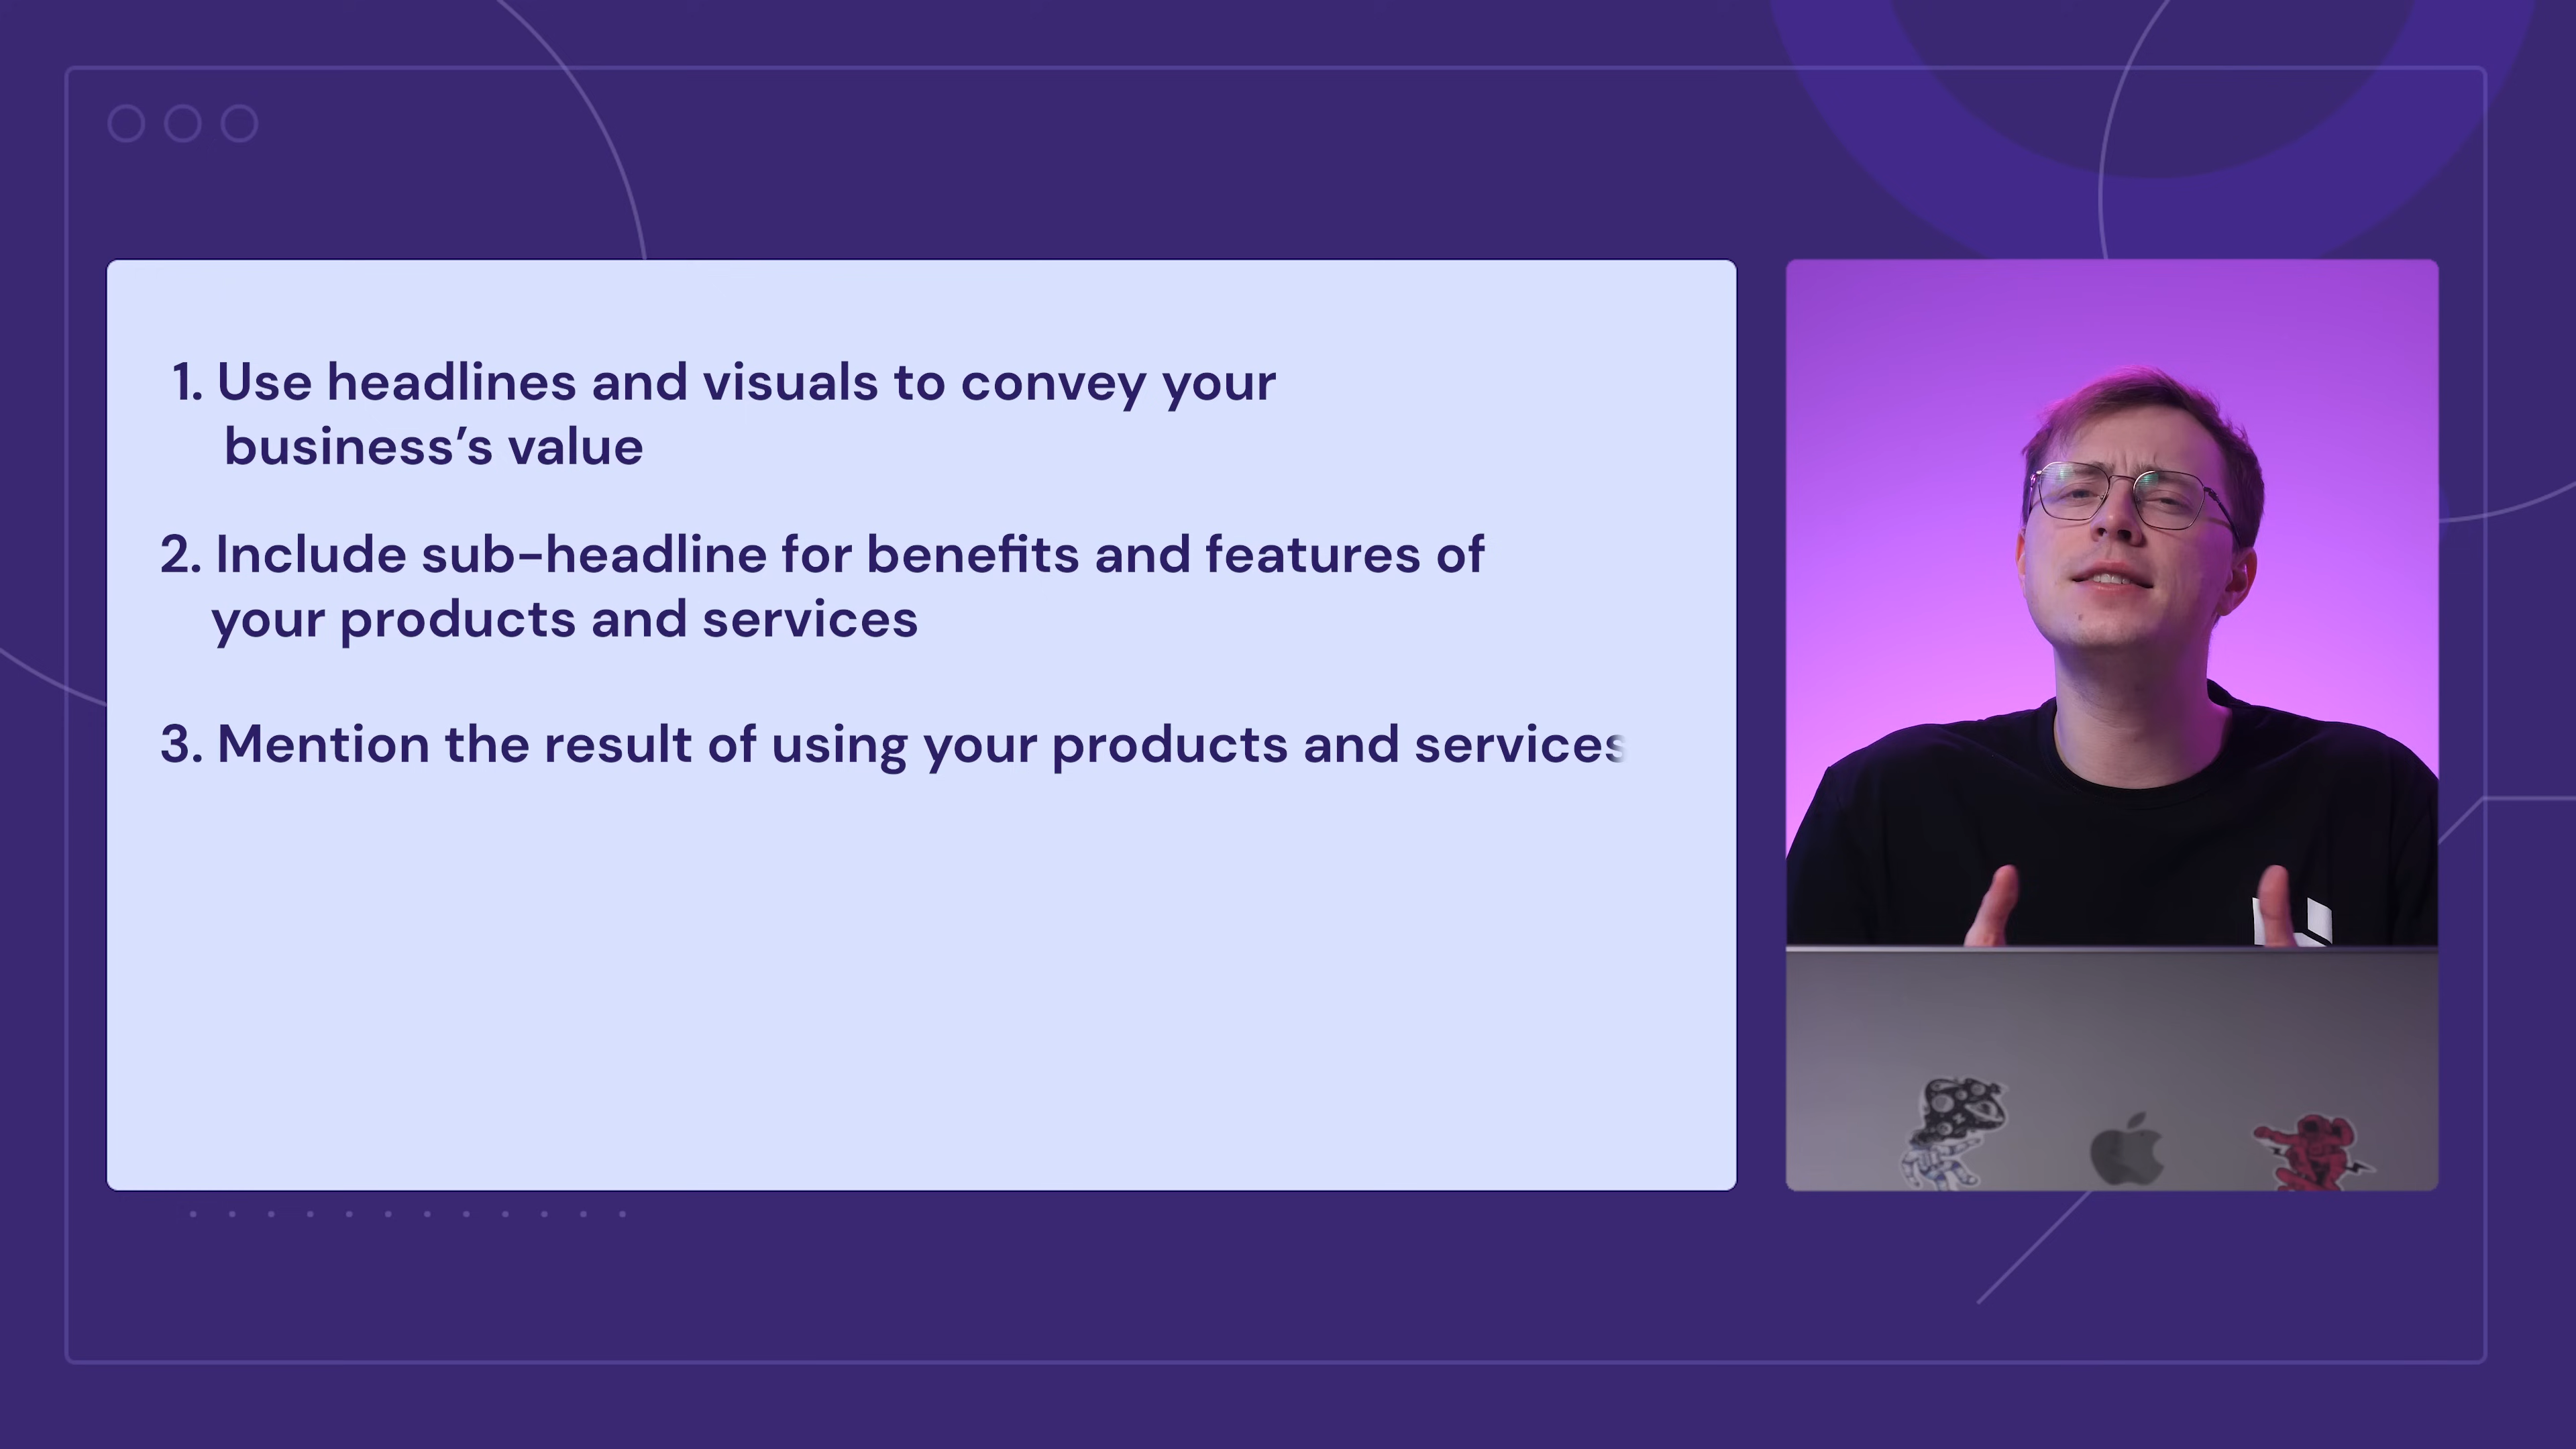 1. Use headlines and visuals to convey your
business’s value
2. Include sub-headline for benefits and features of
your products and services
3. Mention the result of using your products and services